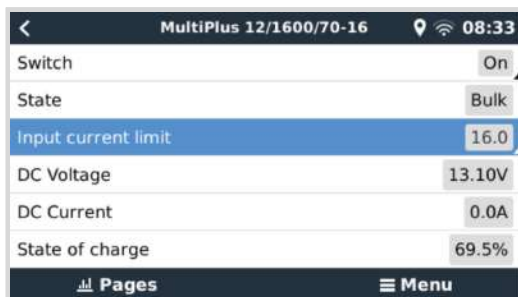 MultiPlus 12/1600/70-16 08:33
Switch On
State Bulk
Input current limit 16.0
DC Voltage 13.10V
DC Current 0.0A
State of charge 69.5%
Pages Menu